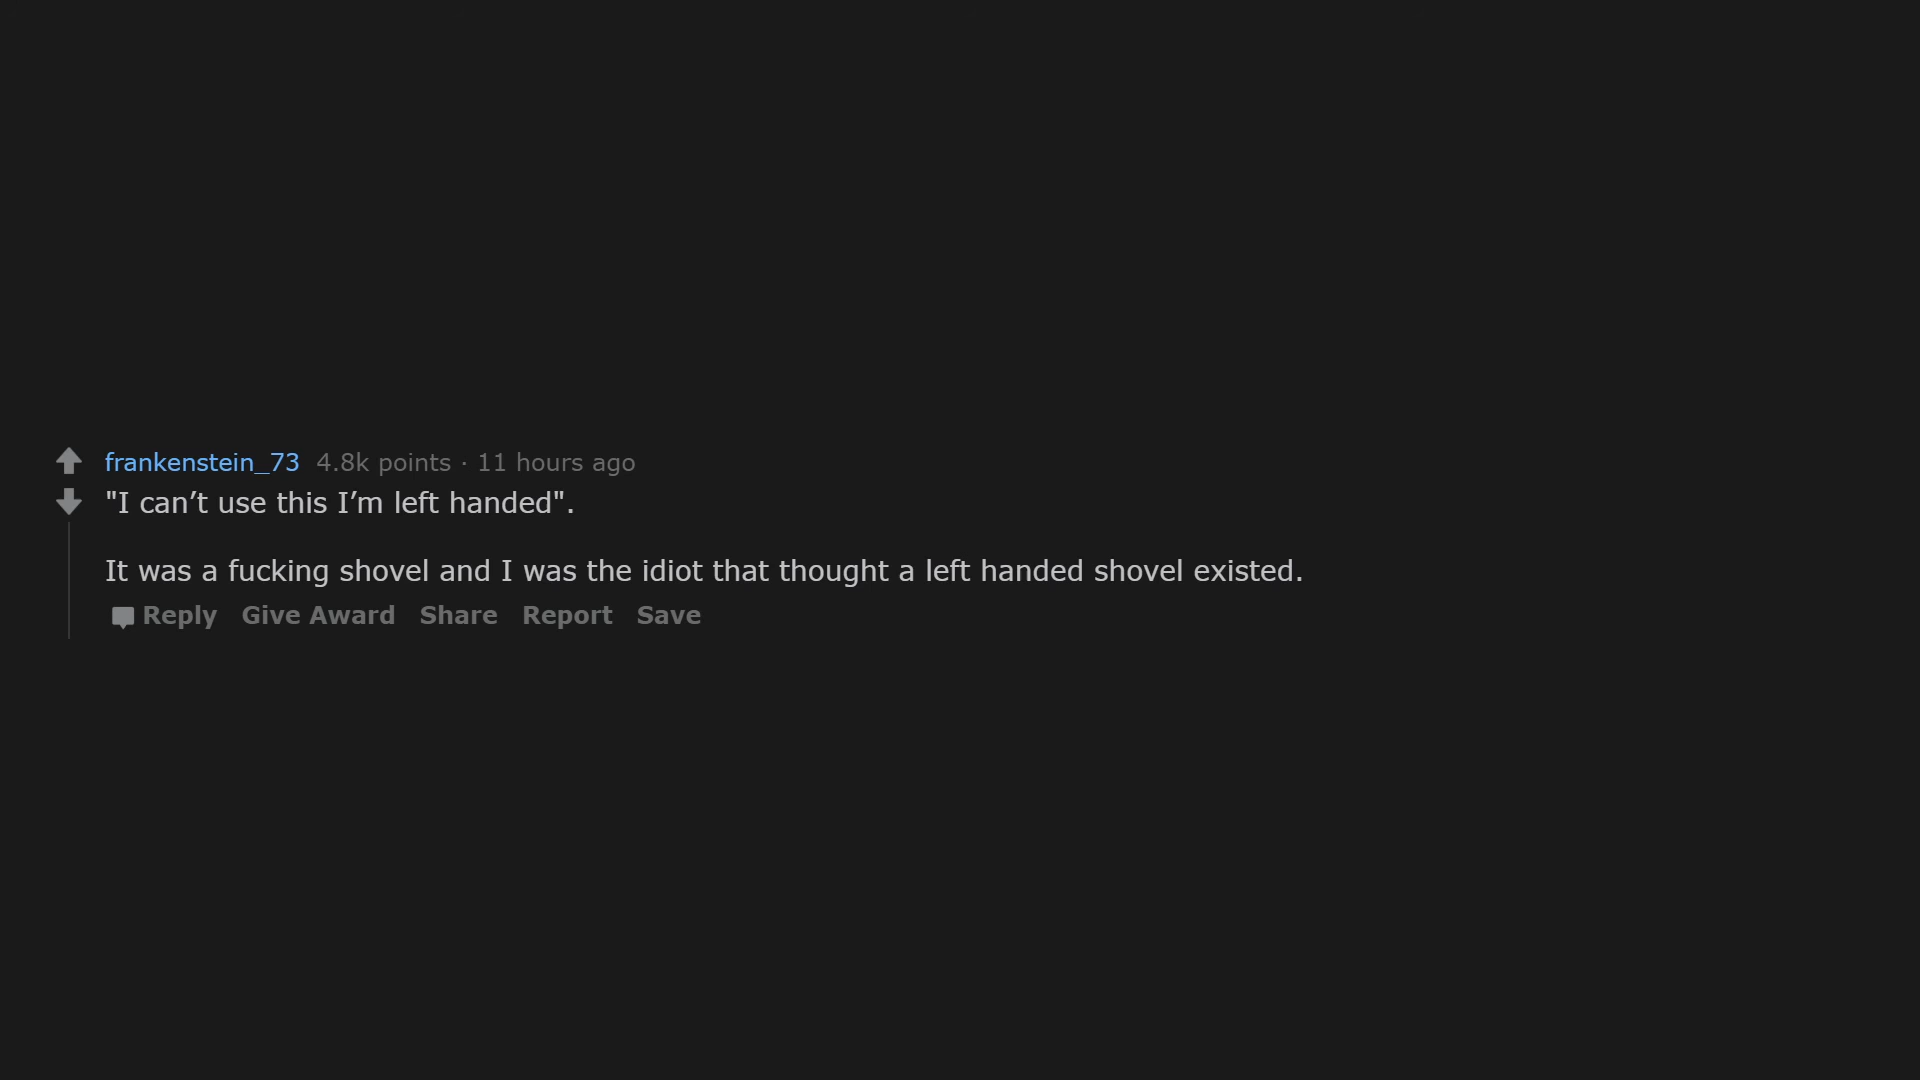 frankenstein_73 4.8k points · 11 hours ago
"I can’t use this I’m left handed".
It was a fucking shovel and I was the idiot that thought a left handed shovel existed.
Reply Give Award Share Report Save